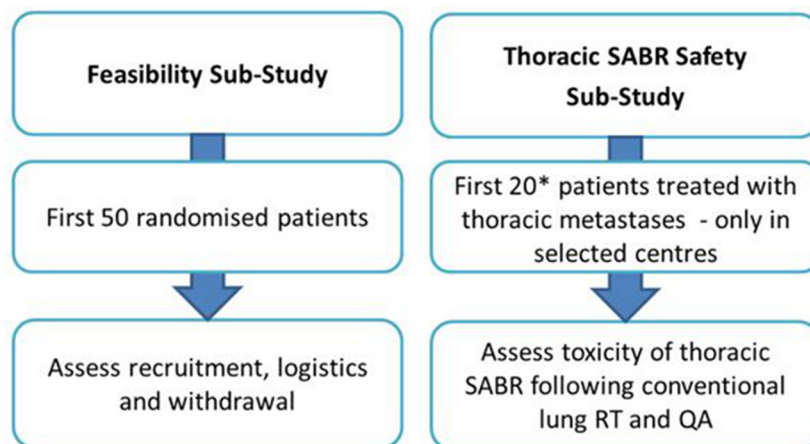 Feasibility Sub-Study
First 50 randomised patients
Assess recruitment, logistics
and withdrawal
Thoracic SABR Safety
Sub-Study
First 20* patients treated with
thoracic metastases - only in
selected centres
Assess toxicity of thoracic
SABR following conventional
lung RT and QA